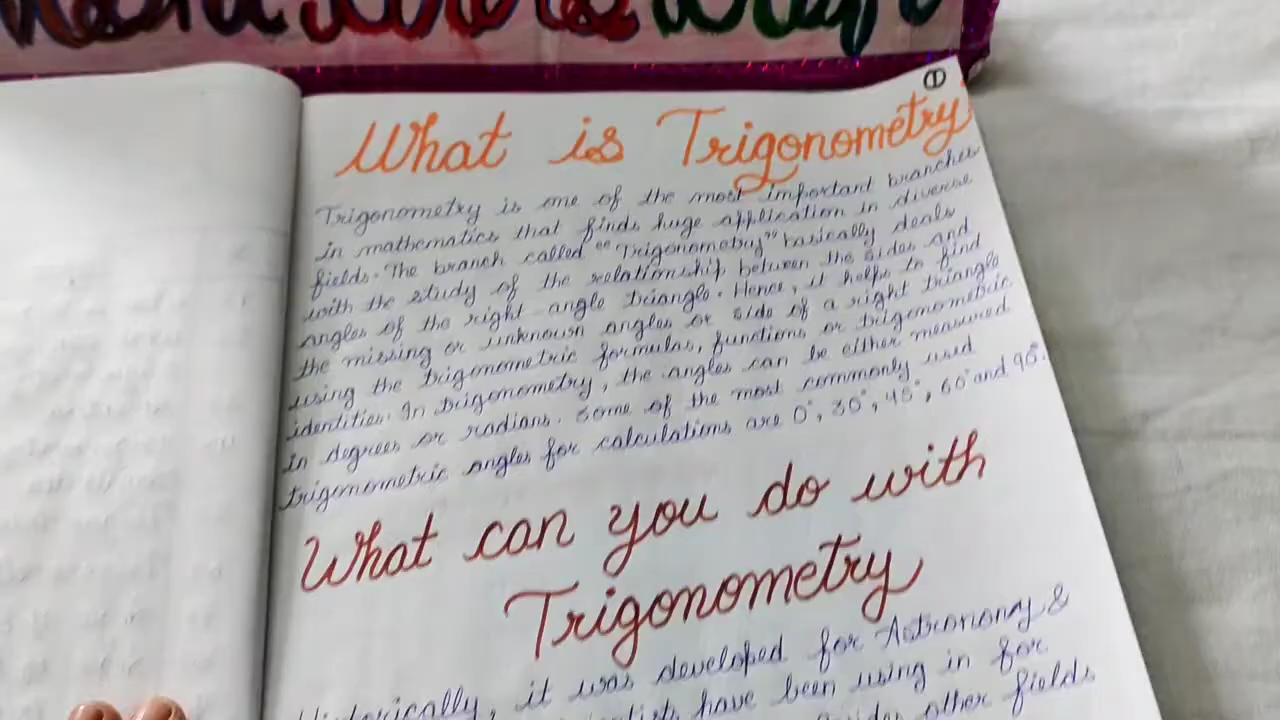 ①
What is Trigonometry
Trigonometry is one of the most important branches
in mathematics that finds huge application in diverse
fields. The branch called "Trigonometry" basically deals
with the study of the relationship between the sides and
angles of the right-angle triangle. Hence, it helps to find
the missing or unknown angles or side of a right triangle
using the trigonometric formulas, functions or trigonometric
identities. In trigonometry, the angles can be either measured
in degrees or radians. Some of the most commonly used
trigonometric angles for calculations are 0°, 30°, 45°, 60° and 90°.
What can you do with
Trigonometry
Historically, it was developed for Astronomy &
have been using in for
other fields